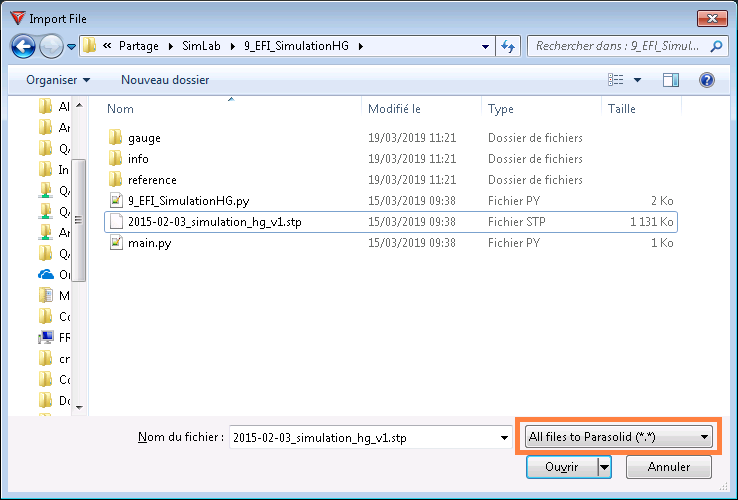 Import File
Partage SimLab 9_EFI_SimulationHG
Rechercher dans : 9_EFI_Simul...
Organiser Nouveau dossier
Nom Modifié le Type Taille
gauge 19/03/2019 11:21 Dossier de fichiers
info 19/03/2019 11:21 Dossier de fichiers
reference 19/03/2019 11:21 Dossier de fichiers
9_EFI_SimulationHG.py 15/03/2019 09:38 Fichier PY 2 Ko
2015-02-03_simulation_hg_v1.stp 15/03/2019 09:38 Fichier STP 1 131 Ko
main.py 15/03/2019 09:38 Fichier PY 1 Ko
Al
An
Q/
In
Q/
Q/
An
Q/
On
M
Co
FR
cn
Co
Do
Nom du fichier : 2015-02-03_simulation_hg_v1.stp All files to Parasolid (*.*)
Ouvrir Annuler